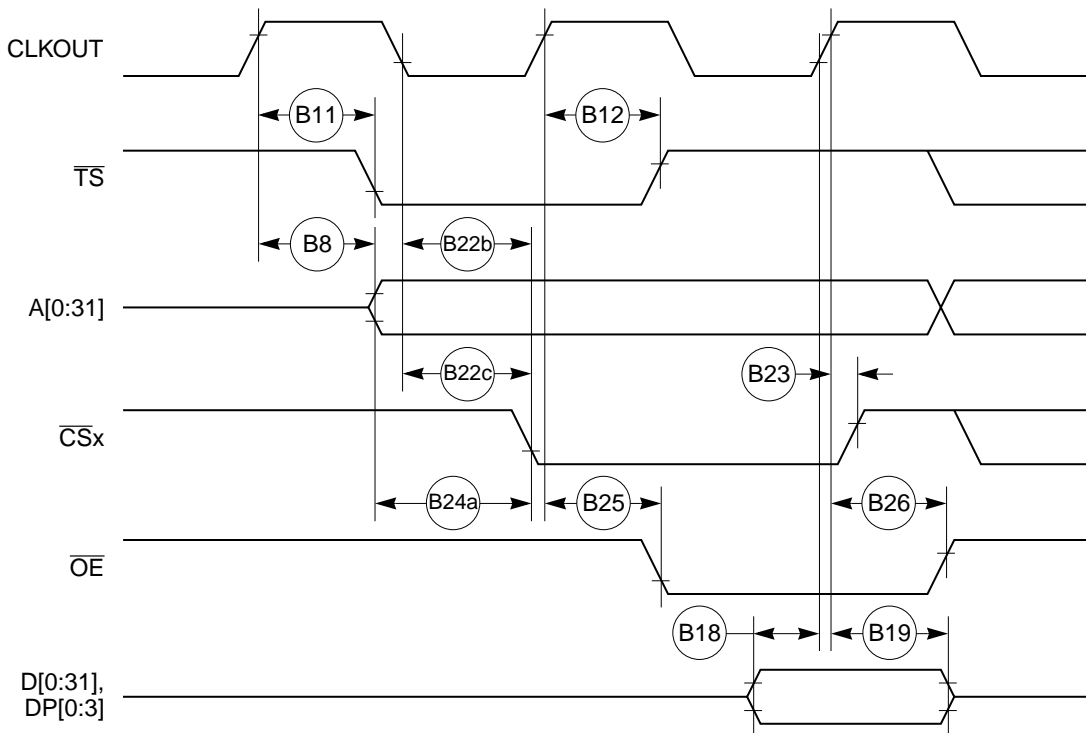 CLKOUT
B11
B12
TS
B8
B22b
A[0:31]
B22c
B23
CSx
B24a
B25
B26
OE
B18
B19
D[0:31],
DP[0:3]